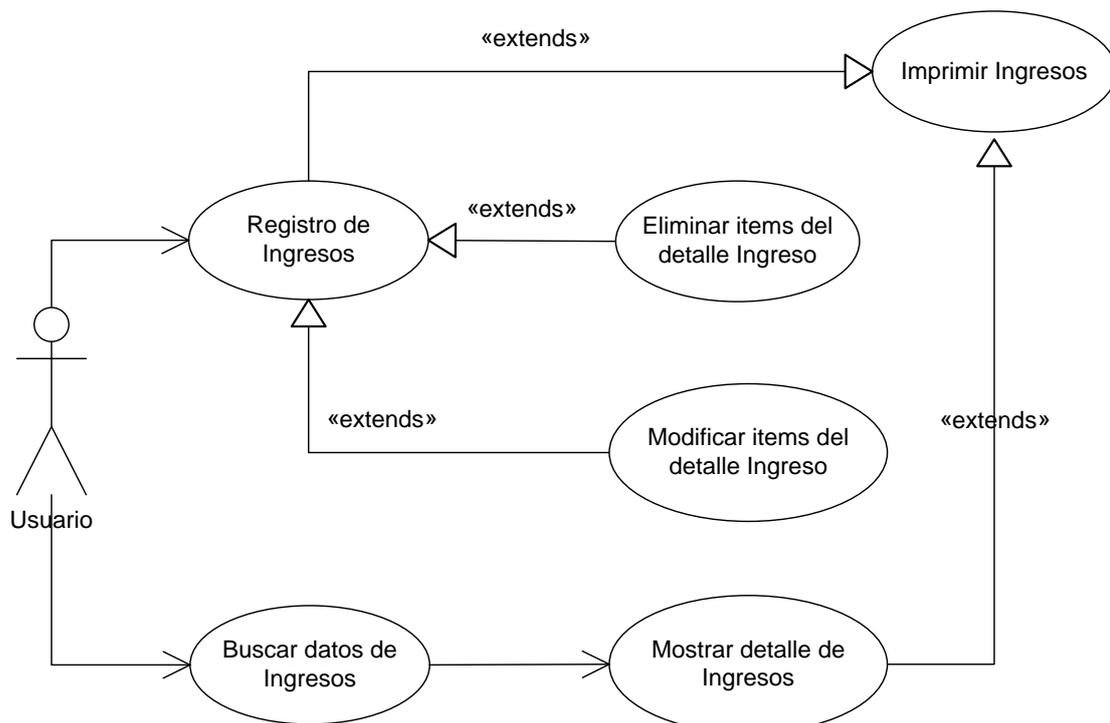 «extends»
Imprimir Ingresos
Registro de
Ingresos
«extends»
Eliminar items del
detalle Ingreso
«extends»
Modificar items del
detalle Ingreso
«extends»
Usuario
Buscar datos de
Ingresos
Mostrar detalle de
Ingresos